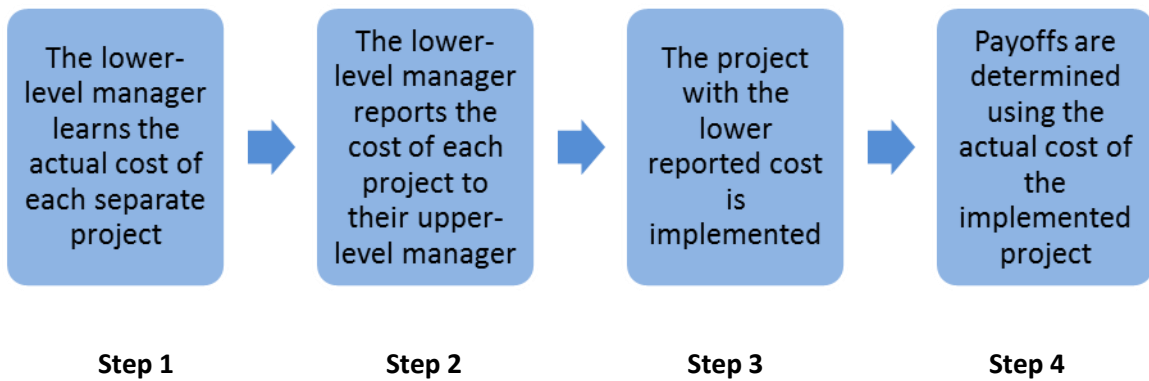 The lower-
level manager
learns the
actual cost of
each separate
project
The lower-
level manager
reports the
cost of each
project to
their upper-
level manager
The project
with the
lower
reported cost
is
implemented
Payoffs are
determined
using the
actual cost of
the
implemented
project
Step 1
Step 2
Step 3
Step 4